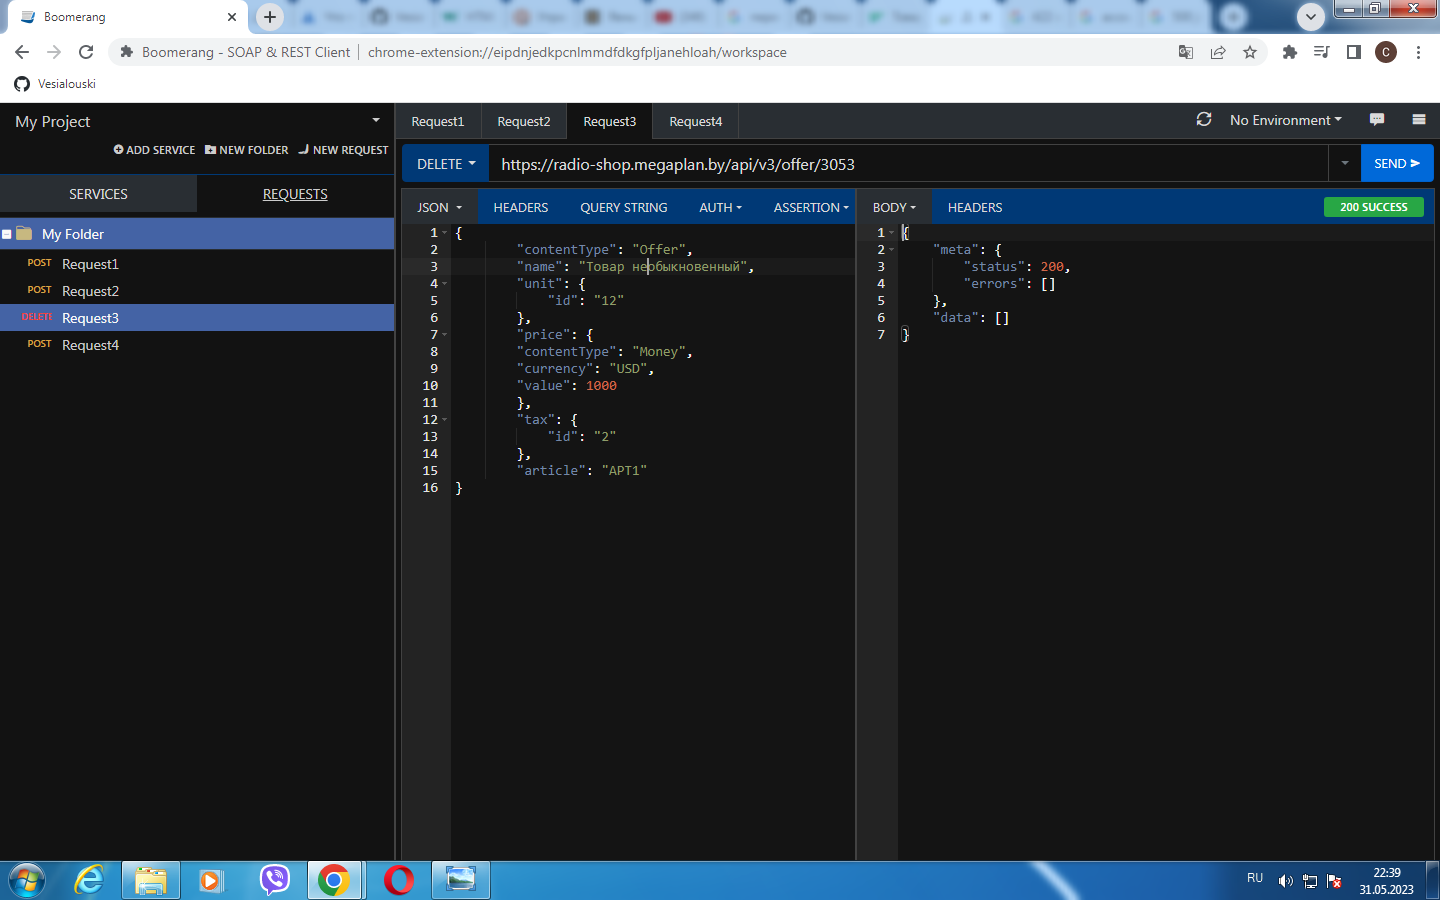 Boomerang
Boomerang - SOAP & REST Client | chrome-extension://eipdnjedkpcnlmmdfdkgfpljanehloah/workspace
C
Vesialouski
My Project
ADD SERVICE NEW FOLDER NEW REQUEST
SERVICES REQUESTS
My Folder
POST Request1
POST Request2
DELETE Request3
POST Request4
Request1 Request2 Request3 Request4 No Environment
DELETE https://radio-shop.megaplan.by/api/v3/offer/3053 SEND
JSON HEADERS QUERY STRING AUTH ASSERTION
1 {
2 "contentType": "Offer",
3 "name": "Товар необыкновенный",
4 "unit": {
5 "id": "12"
6 },
7 "price": {
8 "contentType": "Money",
9 "currency": "USD",
10 "value": 1000
11 },
12 "tax": {
13 "id": "2"
14 },
15 "article": "АРТ1"
16 }
BODY HEADERS 200 SUCCESS
1 {
2 "meta": {
3 "status": 200,
4 "errors": []
5 },
6 "data": []
7 }
RU
22:39
31.05.2023